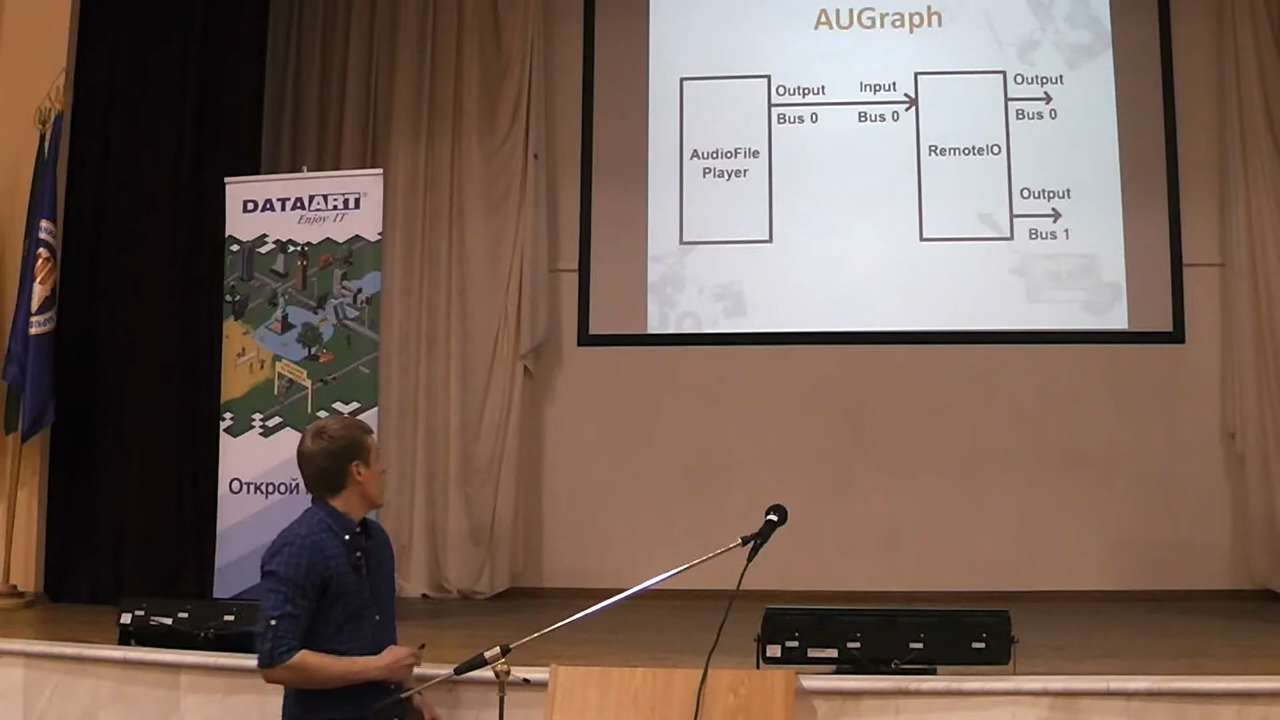 AUGraph
Output
Bus 0
Input
Bus 0
AudioFile
Player
RemoteIO
Output
Bus 0
Output
Bus 1
DATAART
Enjoy IT
Открой